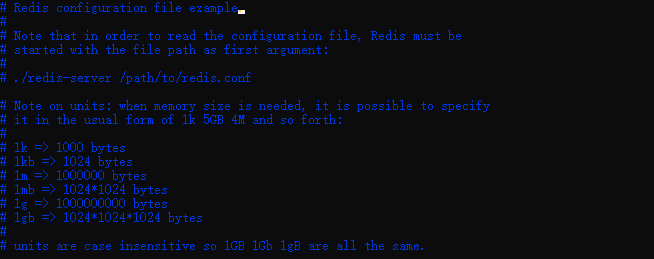 # Redis configuration file example
#
# Note that in order to read the configuration file, Redis must be
# started with the file path as first argument:
#
# ./redis-server /path/to/redis.conf

# Note on units: when memory size is needed, it is possible to specify
# it in the usual form of 1k 5GB 4M and so forth:
#
# 1k => 1000 bytes
# 1kb => 1024 bytes
# 1m => 1000000 bytes
# 1mb => 1024*1024 bytes
# 1g => 1000000000 bytes
# 1gb => 1024*1024*1024 bytes
#
# units are case insensitive so 1GB 1Gb 1gB are all the same.